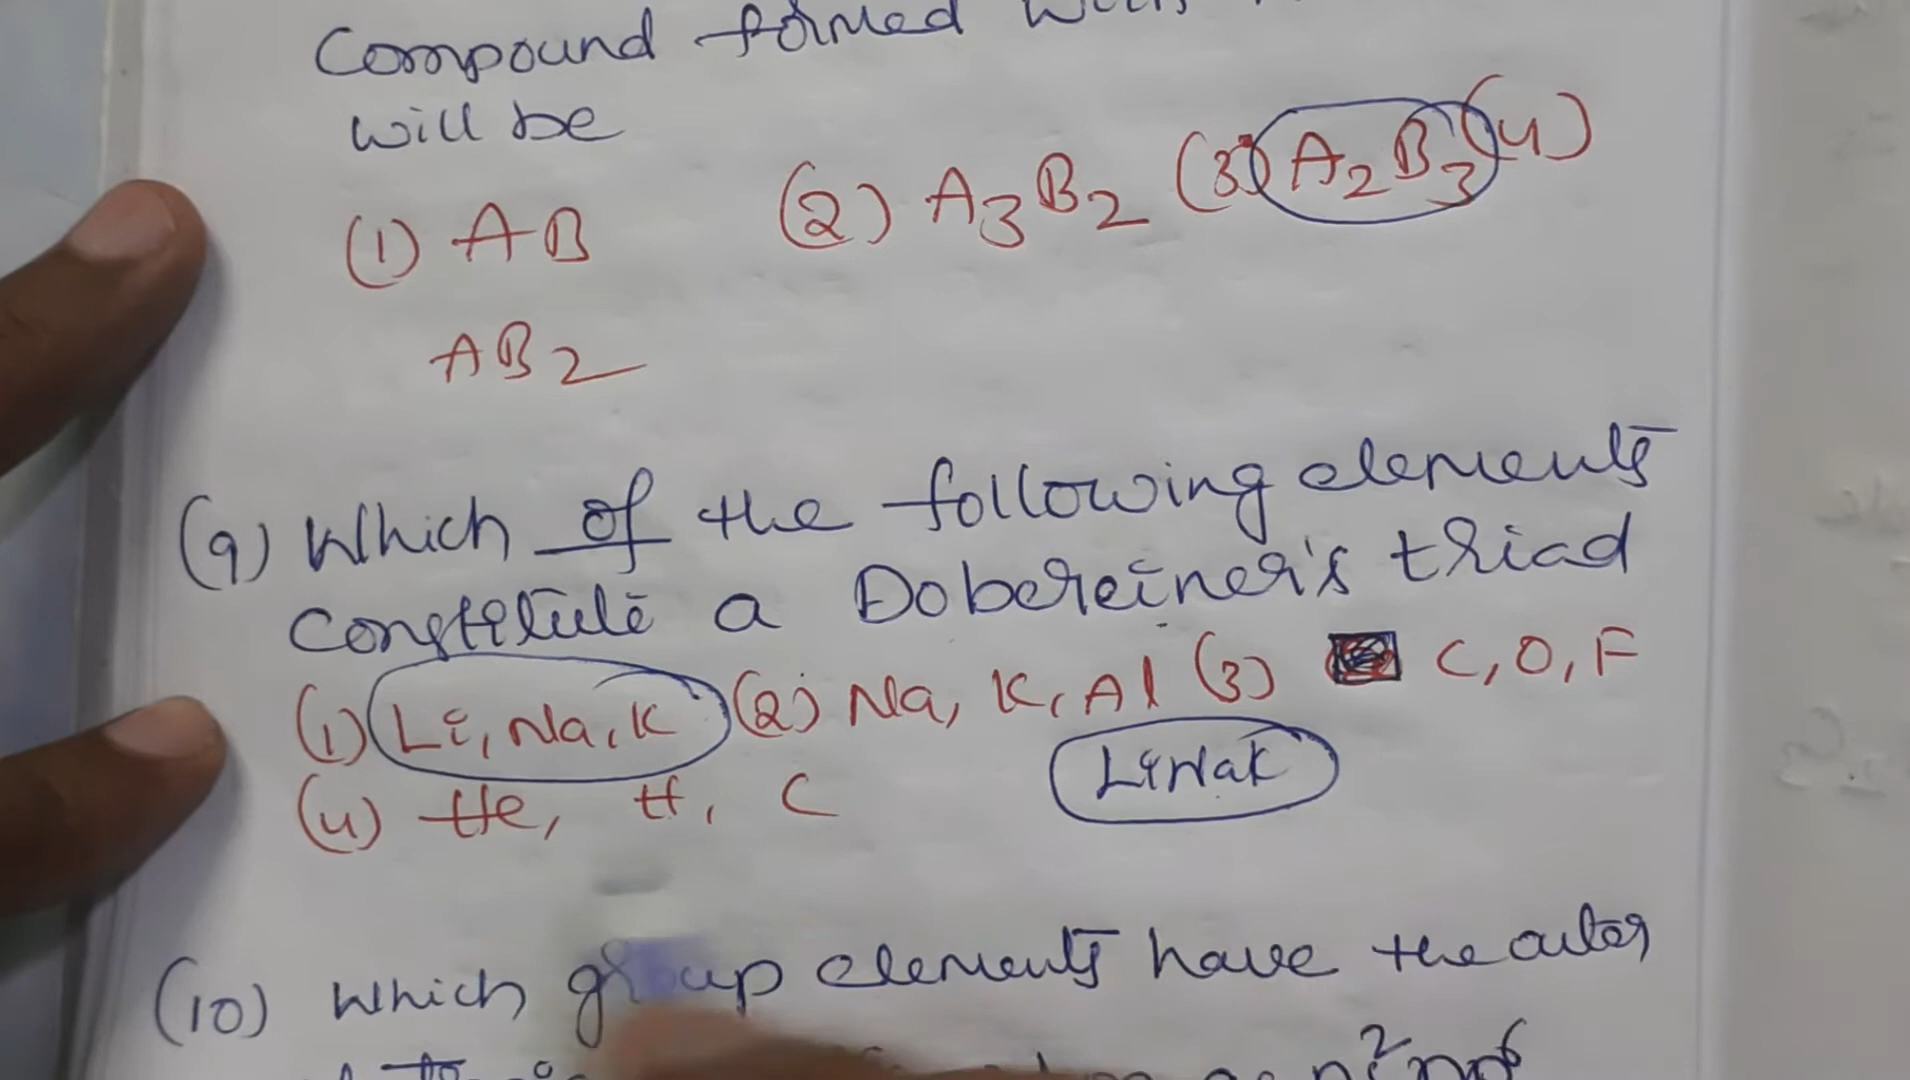 Compound formed
will be
(1) AB (2) A3B2 (3) A2B3 (4)
AB2
(9) Which of the following elements
constitute a Dobereiner's triad
(1) Li, Na, K (2) Na, K, Al (3) C, O, F
LiNaK
(4) He, H, C
(10) Which group elements have the outer
n² np6